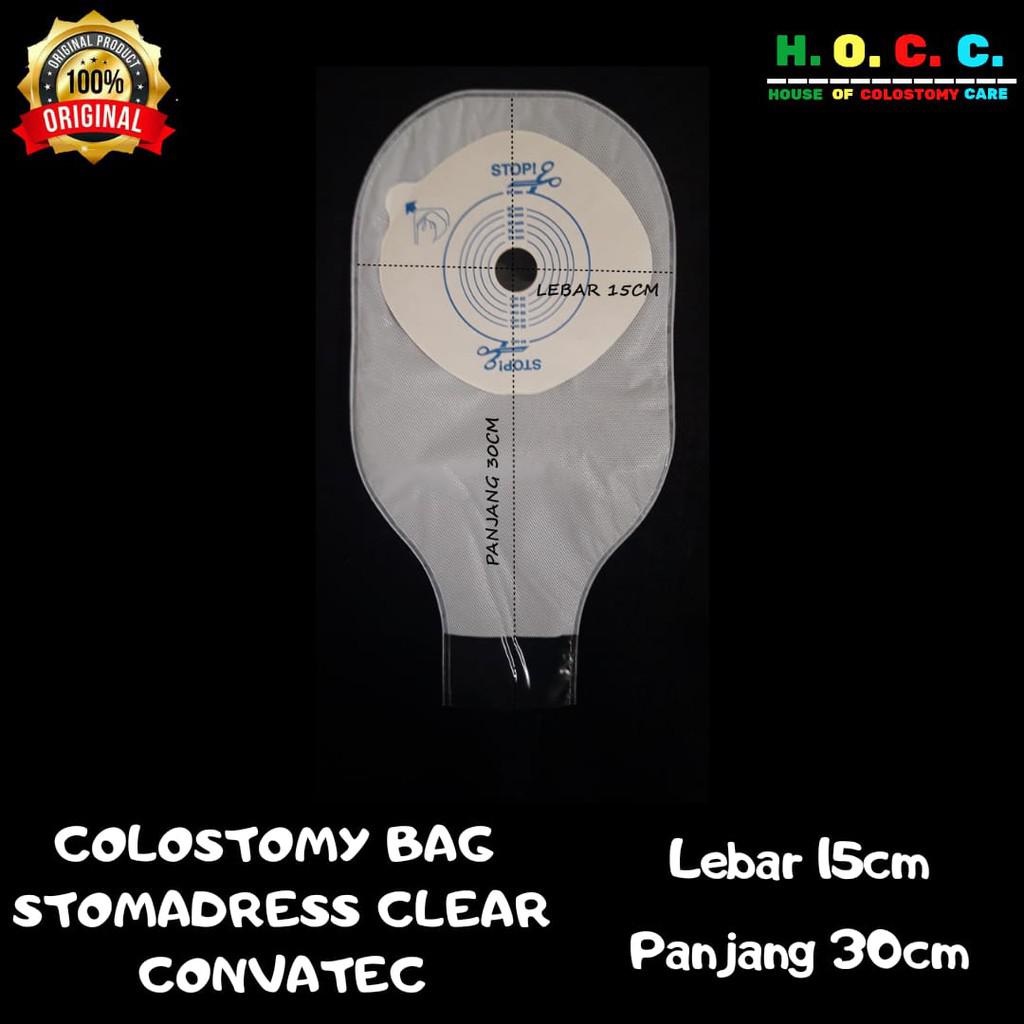 ORIGINAL PRODUCT
100%
ORIGINAL
H. O. C. C.
HOUSE OF COLOSTOMY CARE
STOP!
LEBAR 15CM
STOP!
PANJANG 30CM
COLOSTOMY BAG
STOMADRESS CLEAR
CONVATEC
Lebar 15cm
Panjang 30cm